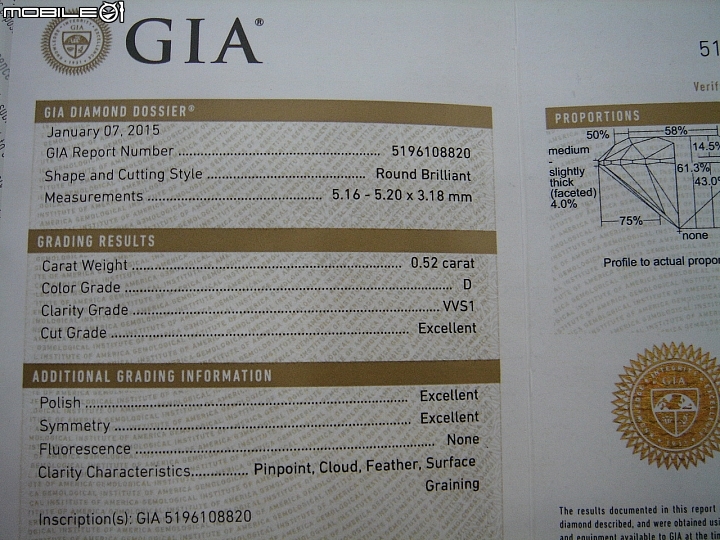 MOBILE01
GIA®
51
Verif
GIA DIAMOND DOSSIER®
January 07, 2015
GIA Report Number 5196108820
Shape and Cutting Style Round Brilliant
Measurements 5.16 - 5.20 x 3.18 mm
GRADING RESULTS
Carat Weight 0.52 carat
Color Grade D
Clarity Grade VVS1
Cut Grade Excellent
ADDITIONAL GRADING INFORMATION
Polish Excellent
Symmetry Excellent
Fluorescence None
Clarity Characteristics Pinpoint, Cloud, Feather, Surface
Graining
Inscription(s): GIA 5196108820
PROPORTIONS
50% 58%
medium 14.5%
-
slightly 61.3%
thick 43.0%
(faceted)
4.0%
75%
none
Profile to actual propor
GIA
The results documented in this report
diamond described, and were obtained usi
and equipment available to GIA at the tim